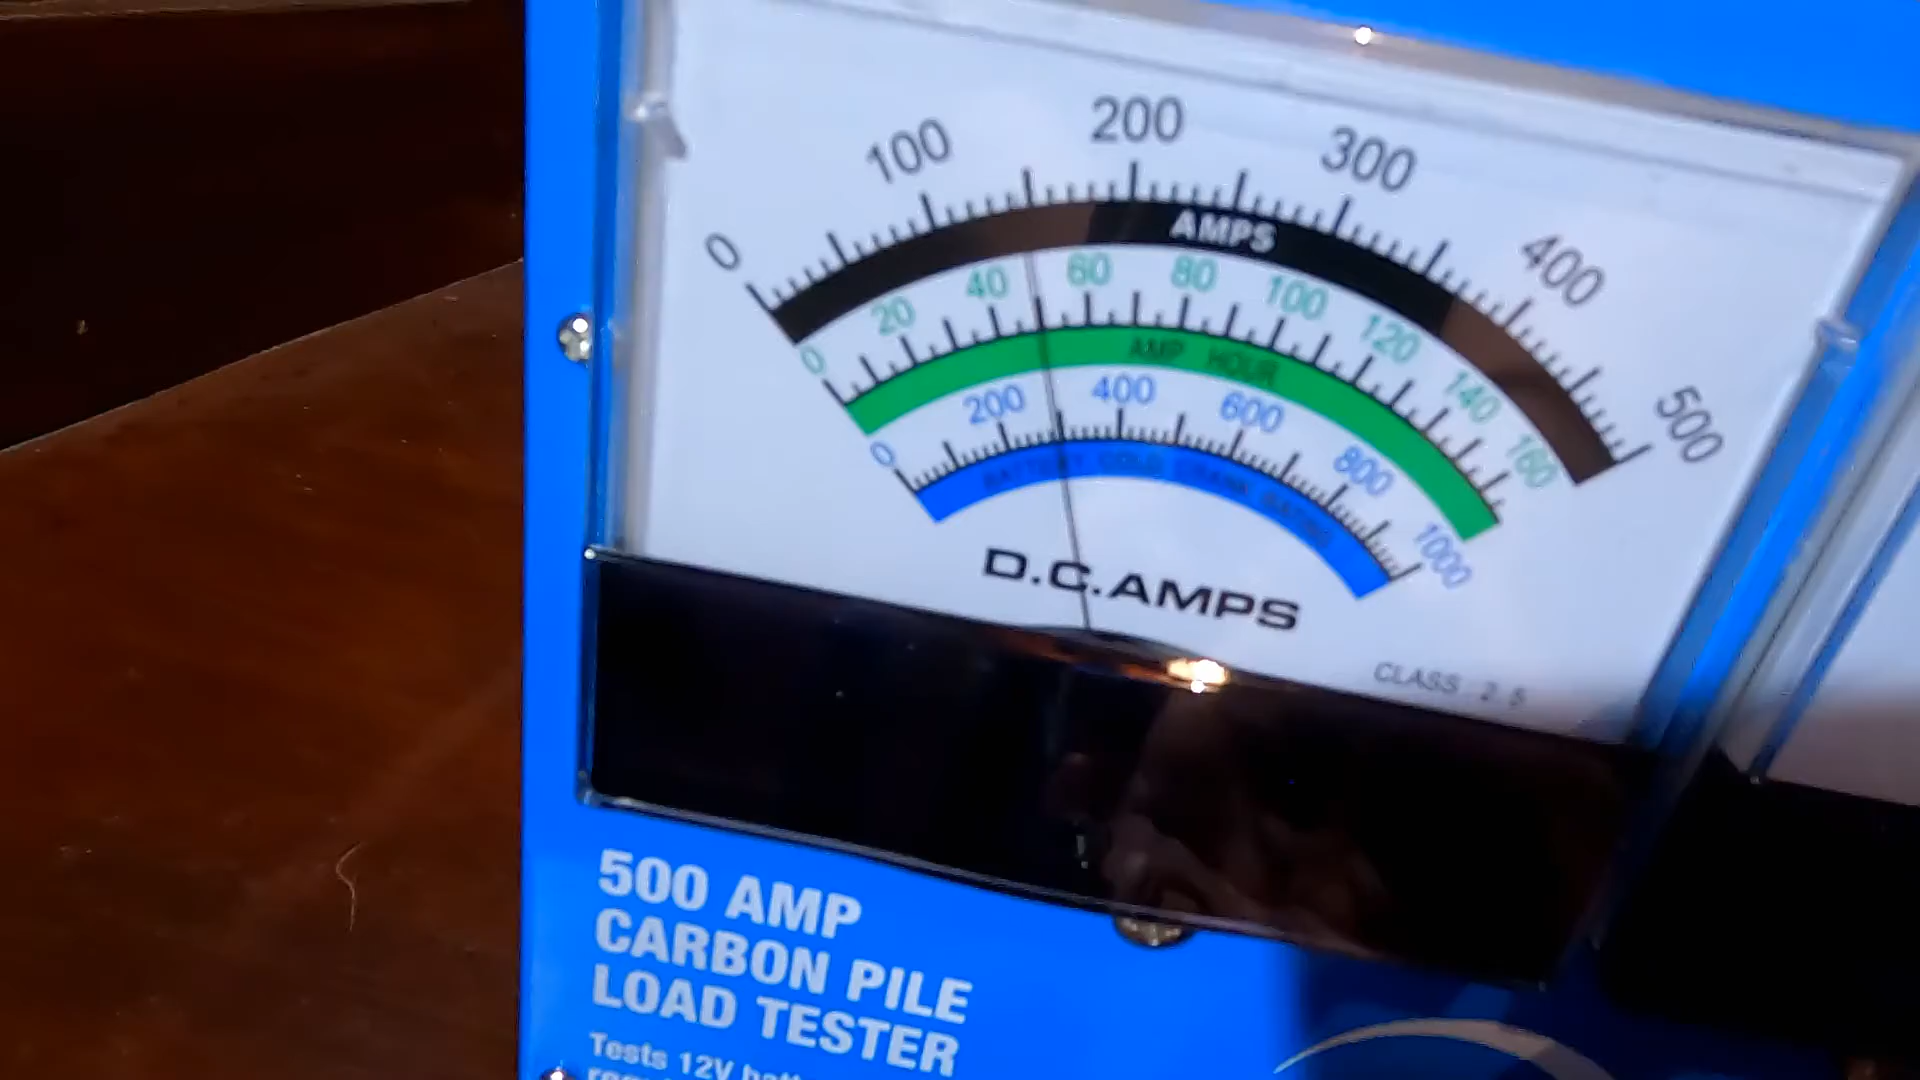 0 100 200 300 400 500
AMPS
0 20 40 60 80 100 120 140 160
AMP HOUR
0 200 400 600 800 1000
BATTERY COLD CRANK RATING
D.C.AMPS
CLASS 2.5
500 AMP
CARBON PILE
LOAD TESTER
Tests 12V